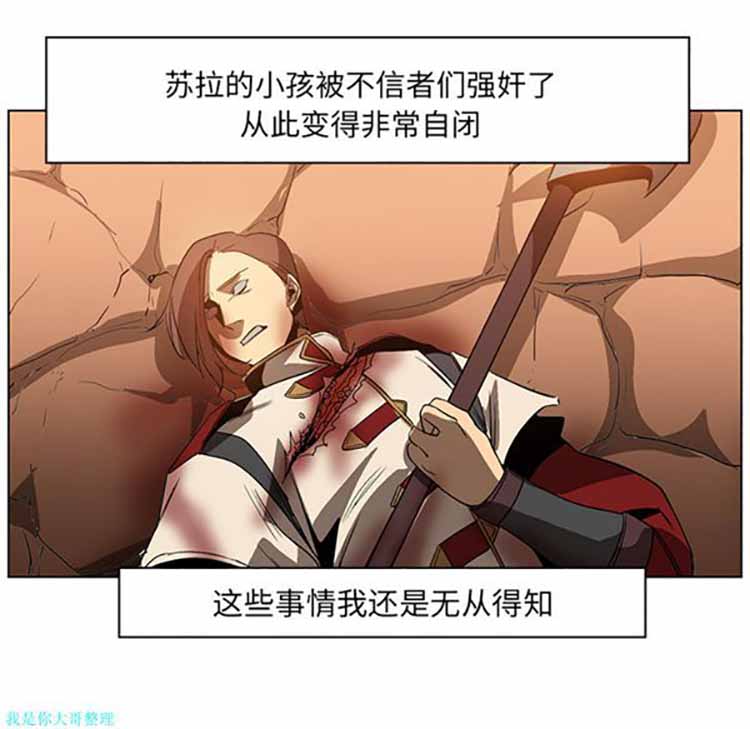 苏拉的小孩被不信者们强奸了
从此变得非常自闭
这些事情我还是无从得知
我是你大哥整理